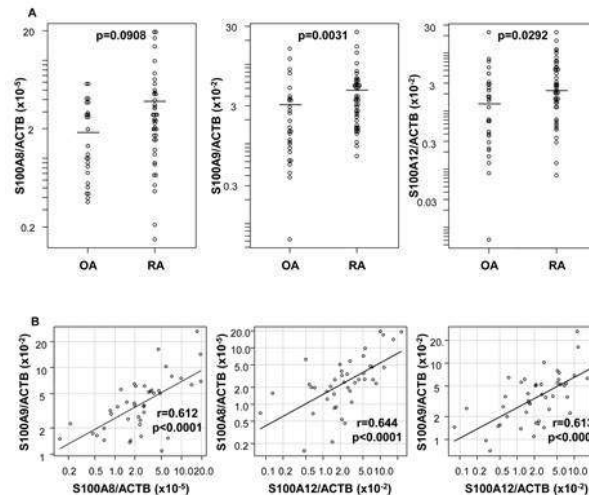 A
p=0.0908
p=0.0031
p=0.0292
S100A8/ACTB (x10⁻⁵)
20
2
0.2
OA RA
S100A9/ACTB (x10⁻²)
30
3
0.3
OA RA
S100A12/ACTB (x10⁻²)
30
3
0.3
0.03
OA RA
B
S100A9/ACTB (x10⁻²)
20
10
5
2
1
r=0.612
p<0.0001
0.2 0.5 1.0 2.0 5.0 10.0 20.0
S100A8/ACTB (x10⁻⁵)
S100A8/ACTB (x10⁻⁵)
20.0
10.0
5.0
2.0
1.0
0.5
0.2
r=0.644
p<0.0001
0.1 0.2 0.5 1.0 2.0 5.0 10.0
S100A12/ACTB (x10⁻²)
S100A9/ACTB (x10⁻²)
20
10
5
2
1
r=0.613
p<0.000
0.1 0.2 0.5 1.0 2.0 5.0 10.0
S100A12/ACTB (x10⁻²)